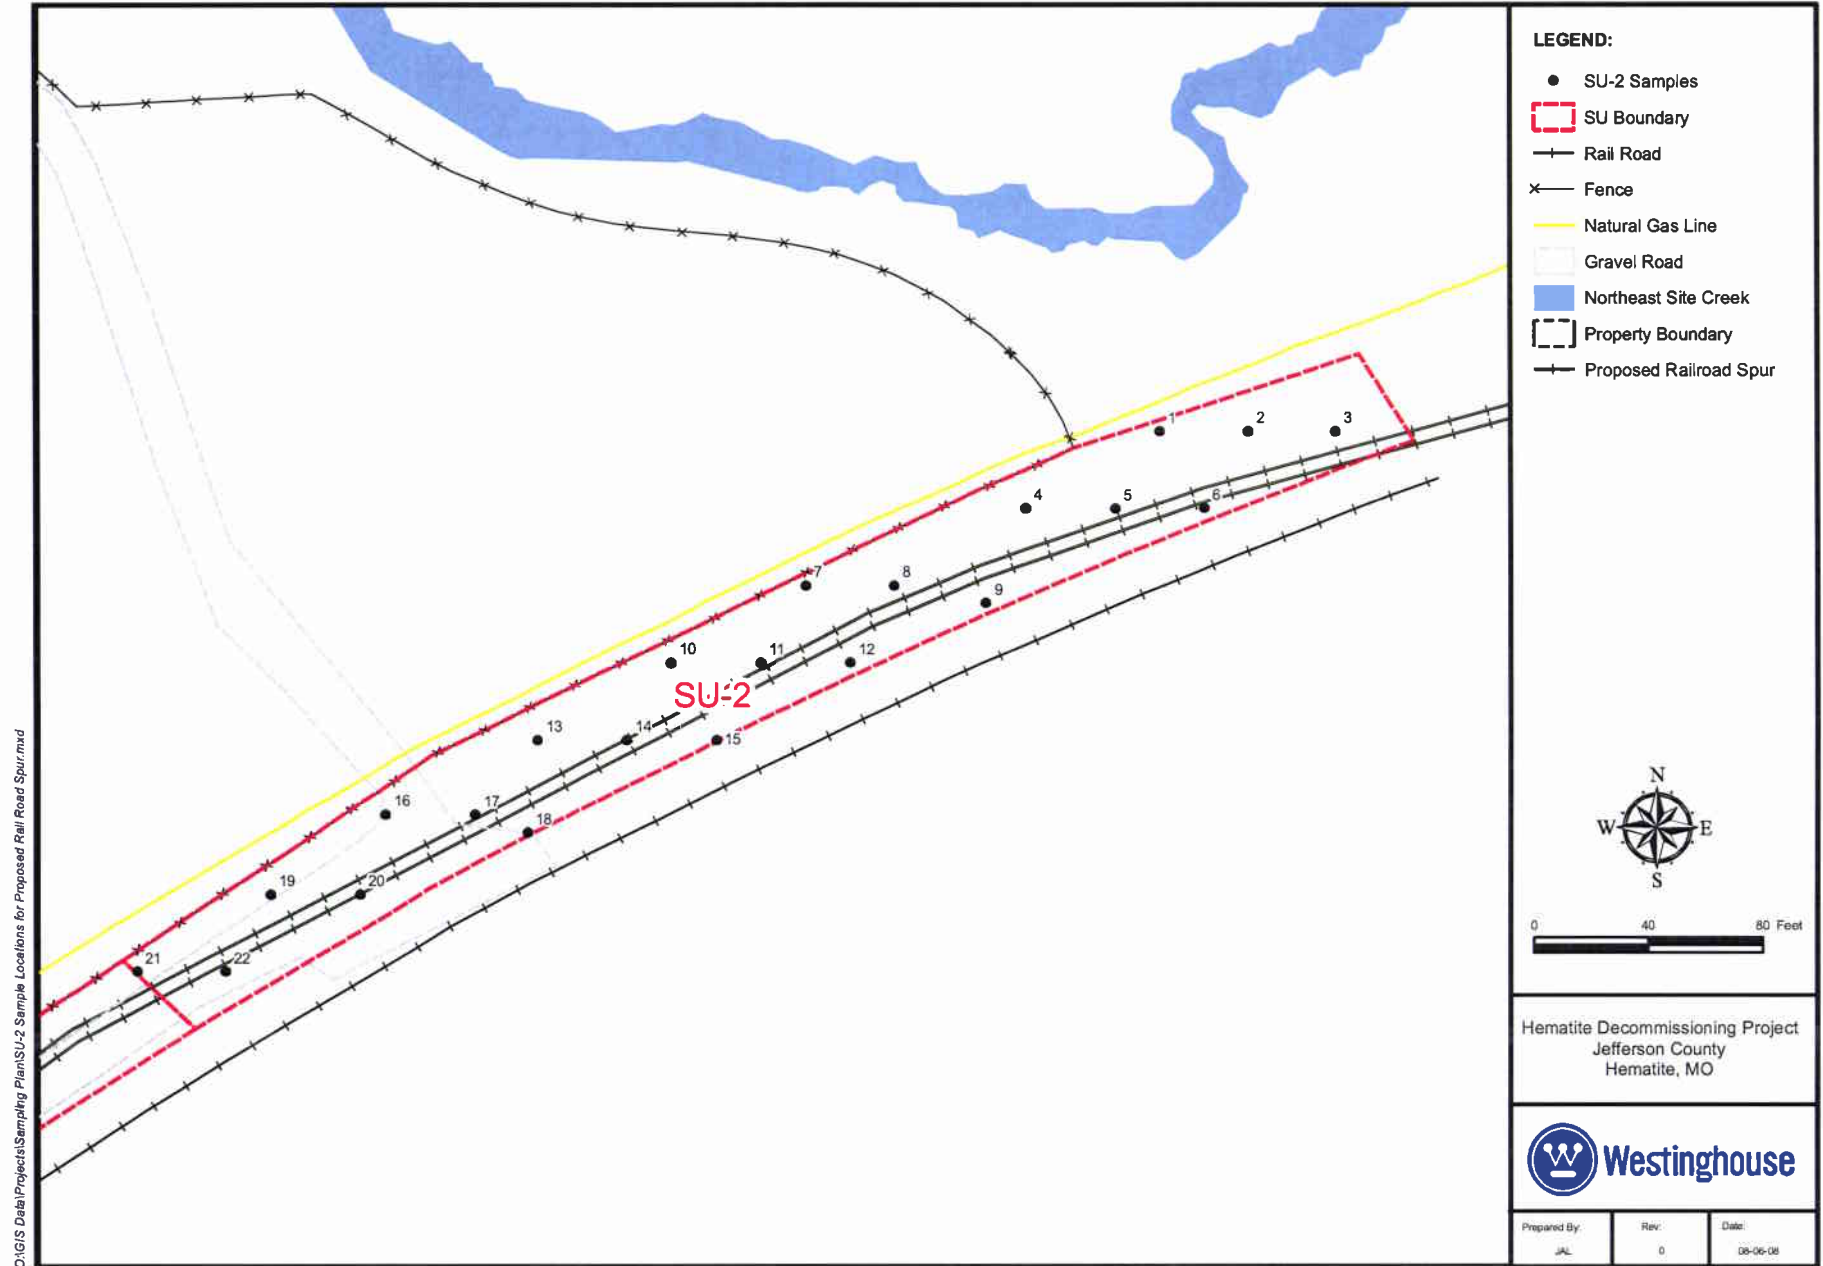 LEGEND:
SU-2 Samples
SU Boundary
Rail Road
Fence
Natural Gas Line
Gravel Road
Northeast Site Creek
Property Boundary
Proposed Railroad Spur
1
2
3
4
5
6
7
8
9
10
11
12
SU-2
13
14
15
16
17
18
19
20
21
22
N
W E
S
0 40 80 Feet
Hematite Decommissioning Project
Jefferson County
Hematite, MO
W Westinghouse
Prepared By: Rev: Date:
JAL 0 08-06-08
D:\GIS Data\Projects\Sampling Plan\SU-2 Sample Locations for Proposed Rail Road Spur.mxd